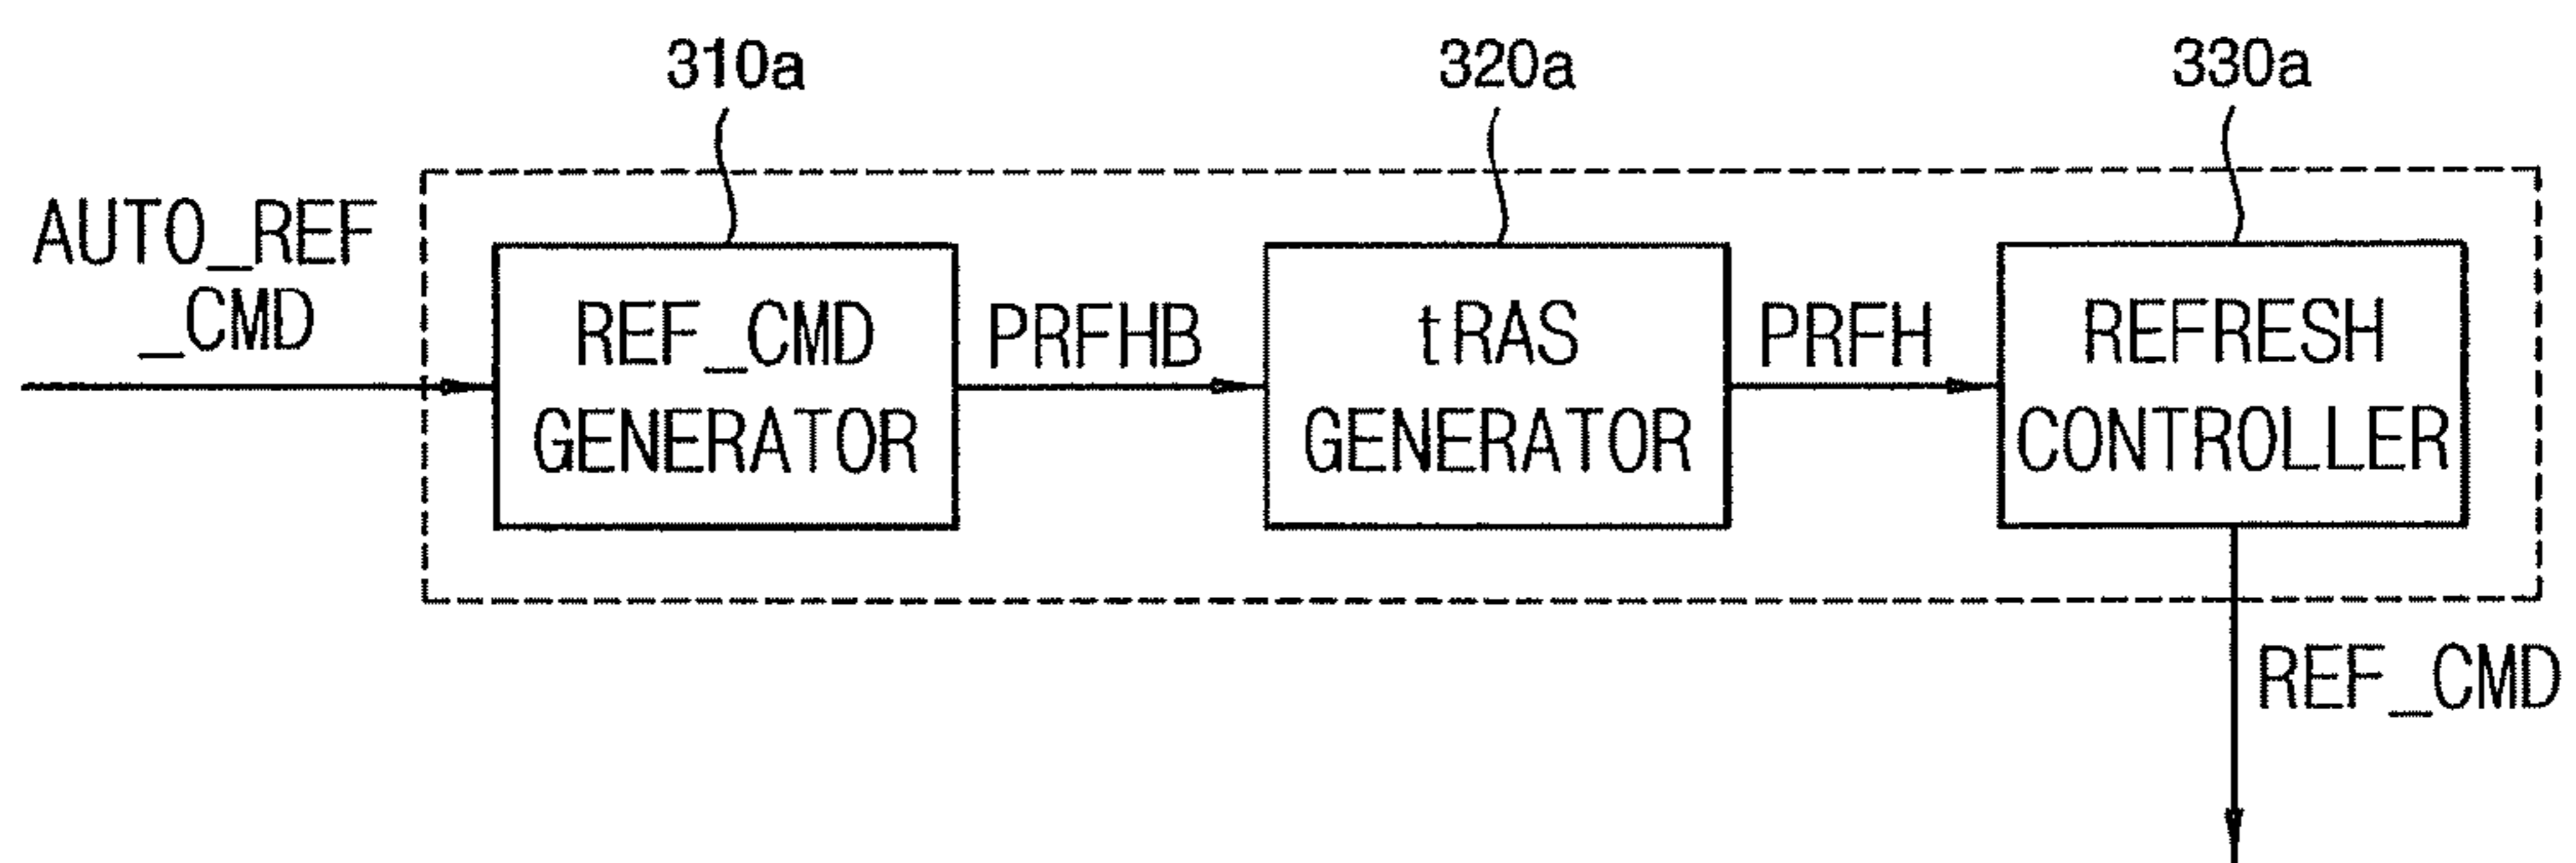 310a
320a
330a
AUTO_REF
_CMD
REF_CMD
GENERATOR
PRFHB
tRAS
GENERATOR
PRFH
REFRESH
CONTROLLER
REF_CMD